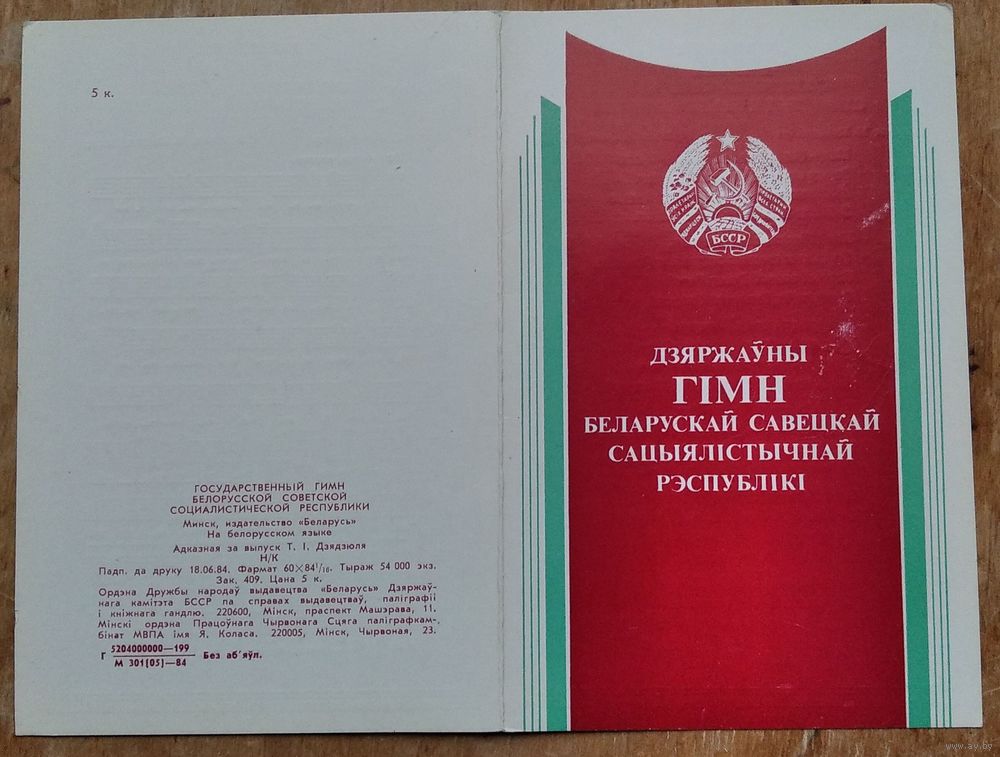 5 к.
ГОСУДАРСТВЕННЫЙ ГИМН
БЕЛОРУССКОЙ СОВЕТСКОЙ
СОЦИАЛИСТИЧЕСКОЙ РЕСПУБЛИКИ
Минск, издательство «Беларусь»
На белорусском языке
Адказная за выпуск Т. І. Дзядзюля
Н/К
Падп. да друку 18.06.84. Фармат 60×84¹/₁₆. Тыраж 54 000 экз.
Зак. 409. Цана 5 к.
Ордэна Дружбы народаў выдавецтва «Беларусь» Дзяржаў-
нага камітэта БССР па справах выдавецтваў, паліграфіі
і кніжнага гандлю. 220600, Мінск, праспект Машэрава, 11.
Мінскі ордэна Працоўнага Чырвонага Сцяга паліграфкам-
бінат МВПА імя Я. Коласа. 220005, Мінск, Чырвоная, 23.
Г 5204000000—199
М 301(05)—84 Без аб'яўл.
БССР
ДЗЯРЖАЎНЫ
ГІМН
БЕЛАРУСКАЙ САВЕЦКАЙ
САЦЫЯЛІСТЫЧНАЙ
РЭСПУБЛІКІ
www.ay.by